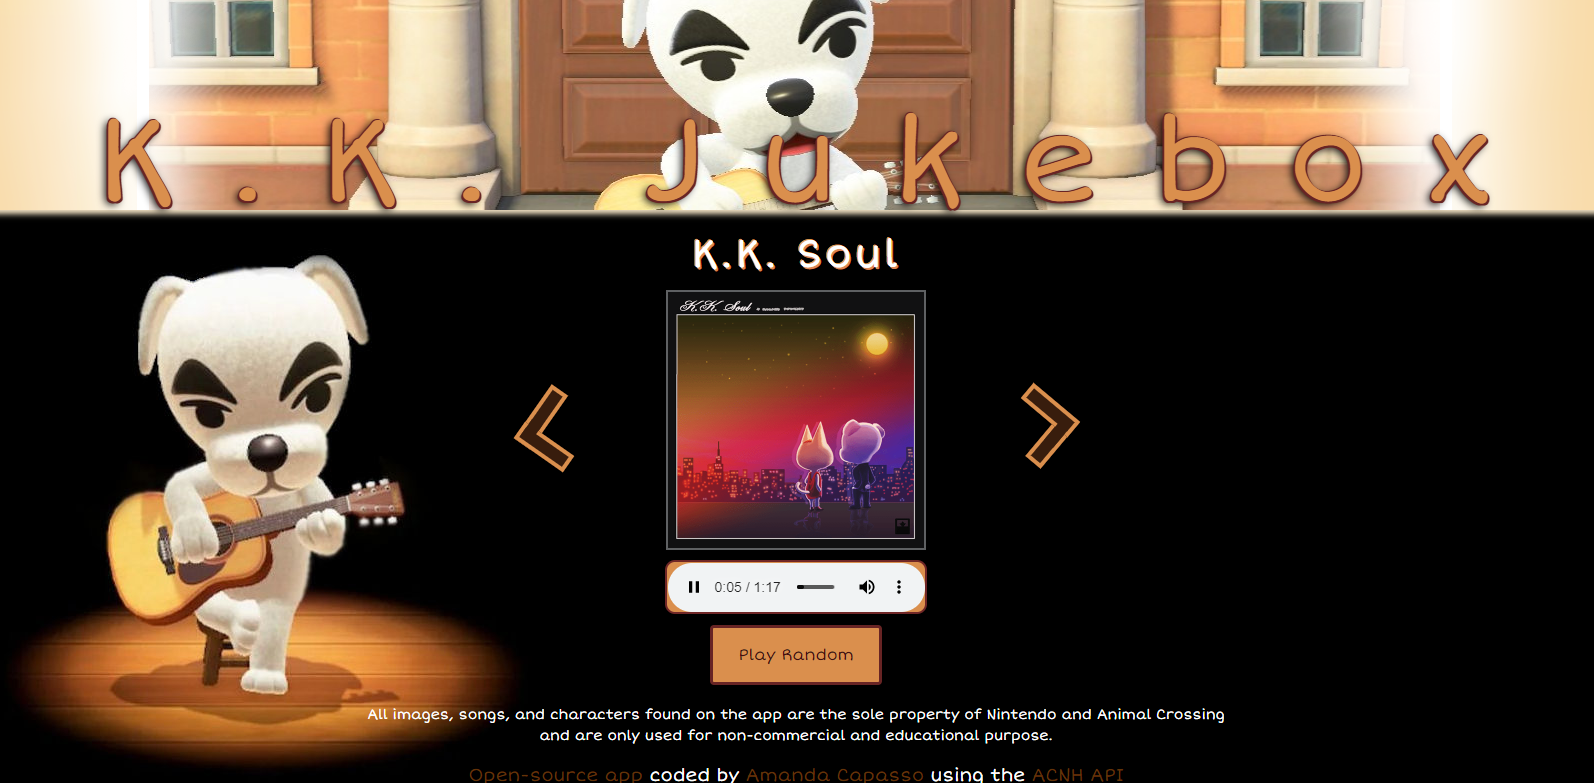 K.K. Jukebox
K.K. Soul
K.K. Soul
0:05 / 1:17
Play Random
All images, songs, and characters found on the app are the sole property of Nintendo and Animal Crossing
and are only used for non-commercial and educational purpose.
Open-source app coded by Amanda Capasso using the ACNH API